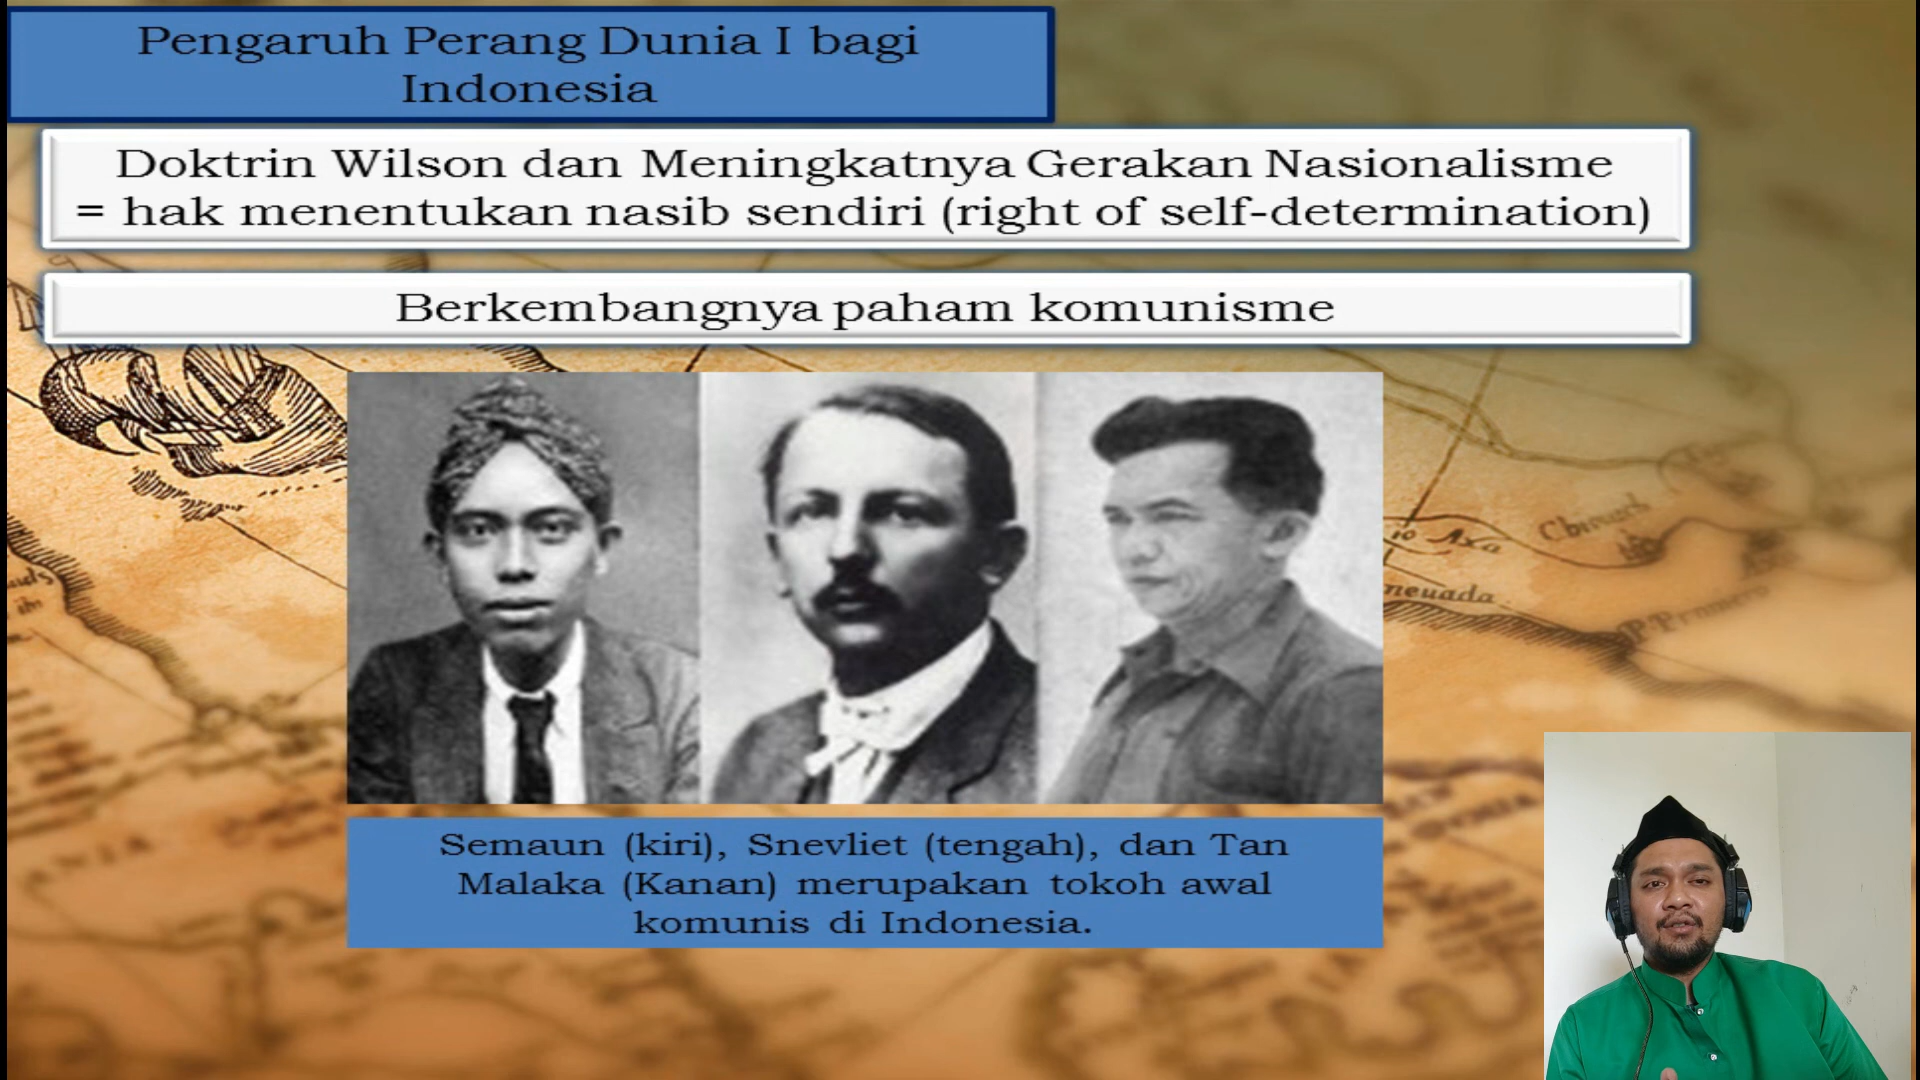 Pengaruh Perang Dunia I bagi
Indonesia
Doktrin Wilson dan Meningkatnya Gerakan Nasionalisme
= hak menentukan nasib sendiri (right of self-determination)
Berkembangnya paham komunisme
Semaun (kiri), Snevliet (tengah), dan Tan
Malaka (Kanan) merupakan tokoh awal
komunis di Indonesia.